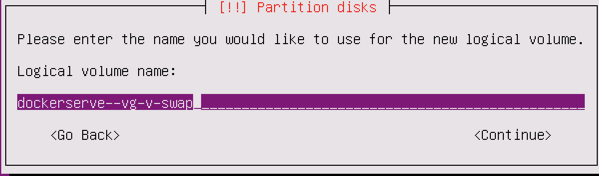 [!!] Partition disks
Please enter the name you would like to use for the new logical volume.
Logical volume name:
dockerserve--vg-v-swap
<Go Back> <Continue>